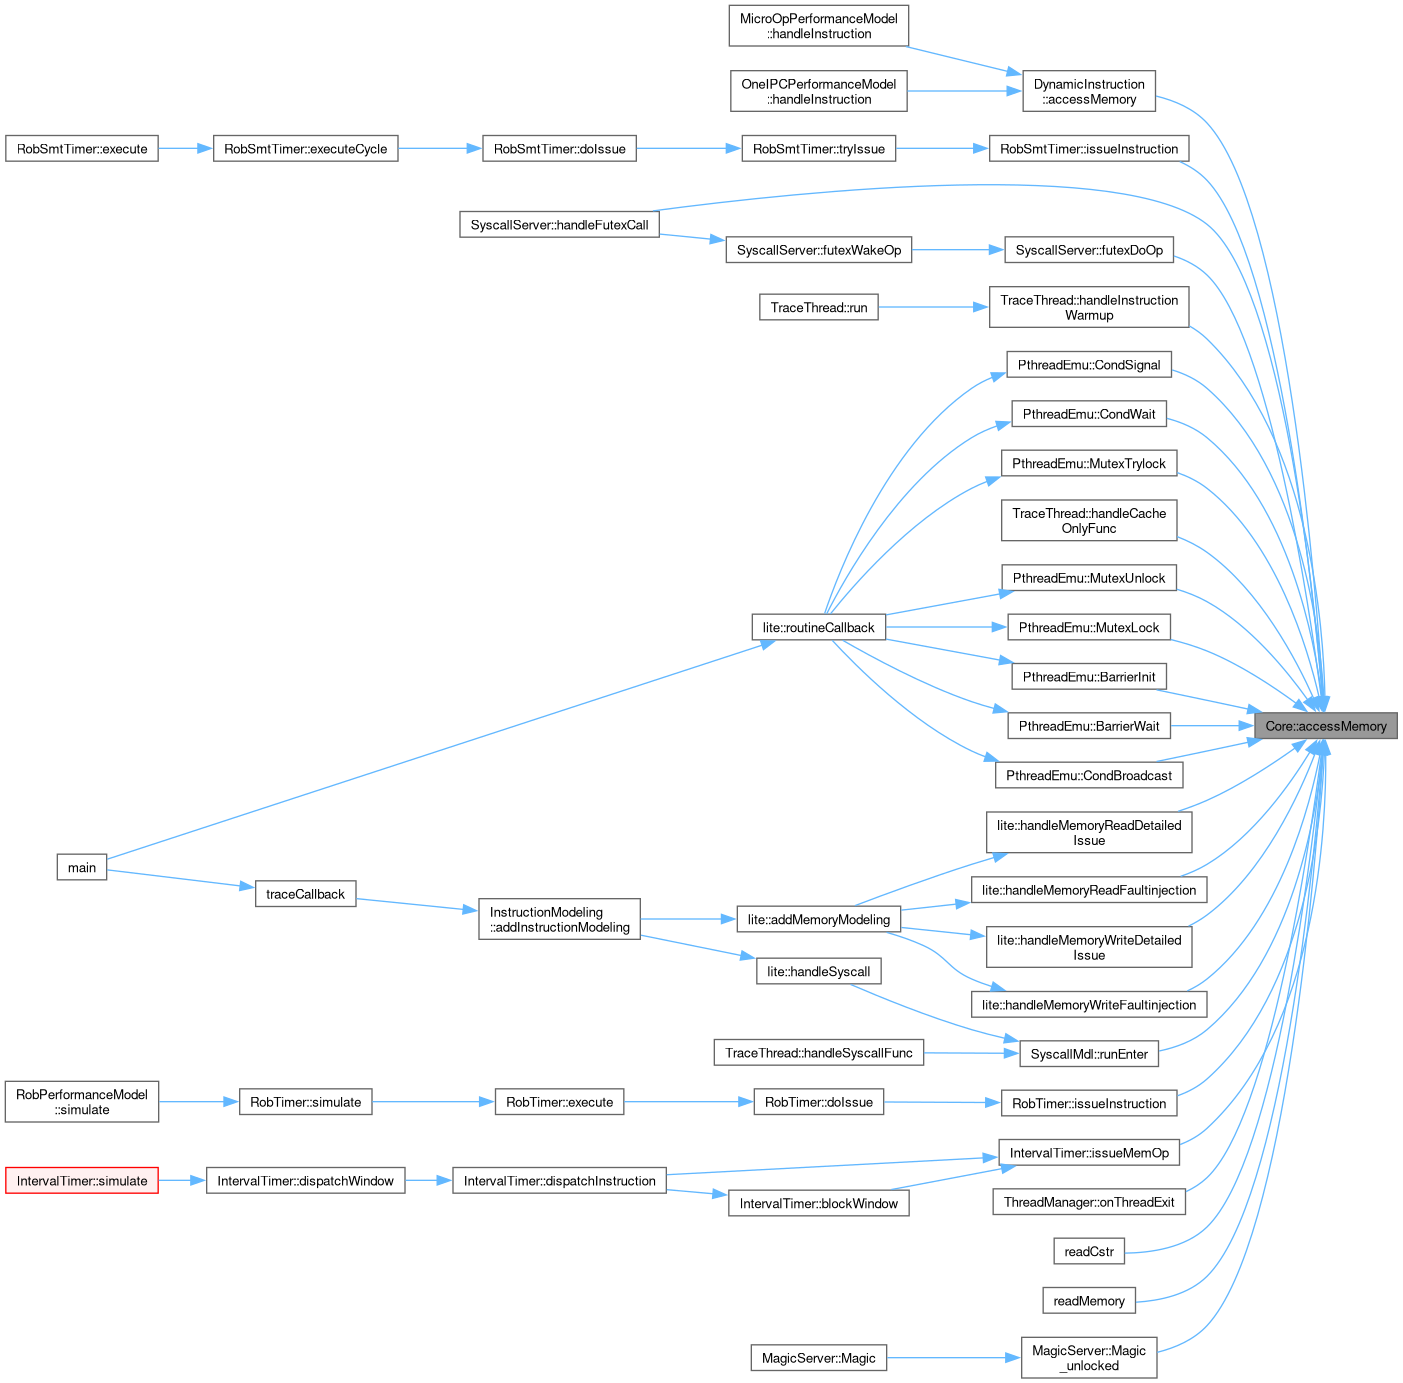 MicroOpPerformanceModel
::handleInstruction
OneIPCPerformanceModel
::handleInstruction
DynamicInstruction
::accessMemory
RobSmtTimer::execute
RobSmtTimer::executeCycle
RobSmtTimer::doIssue
RobSmtTimer::tryIssue
RobSmtTimer::issueInstruction
SyscallServer::handleFutexCall
SyscallServer::futexWakeOp
SyscallServer::futexDoOp
TraceThread::run
TraceThread::handleInstruction
Warmup
PthreadEmu::CondSignal
PthreadEmu::CondWait
PthreadEmu::MutexTrylock
TraceThread::handleCache
OnlyFunc
PthreadEmu::MutexUnlock
lite::routineCallback
PthreadEmu::MutexLock
PthreadEmu::BarrierInit
PthreadEmu::BarrierWait
Core::accessMemory
PthreadEmu::CondBroadcast
lite::handleMemoryReadDetailed
Issue
main
traceCallback
lite::handleMemoryReadFaultinjection
InstructionModeling
::addInstructionModeling
lite::addMemoryModeling
lite::handleMemoryWriteDetailed
Issue
lite::handleSyscall
lite::handleMemoryWriteFaultinjection
TraceThread::handleSyscallFunc
SyscallMdl::runEnter
RobPerformanceModel
::simulate
RobTimer::simulate
RobTimer::execute
RobTimer::doIssue
RobTimer::issueInstruction
IntervalTimer::issueMemOp
IntervalTimer::simulate
IntervalTimer::dispatchWindow
IntervalTimer::dispatchInstruction
IntervalTimer::blockWindow
ThreadManager::onThreadExit
readCstr
readMemory
MagicServer::Magic
MagicServer::Magic
_unlocked